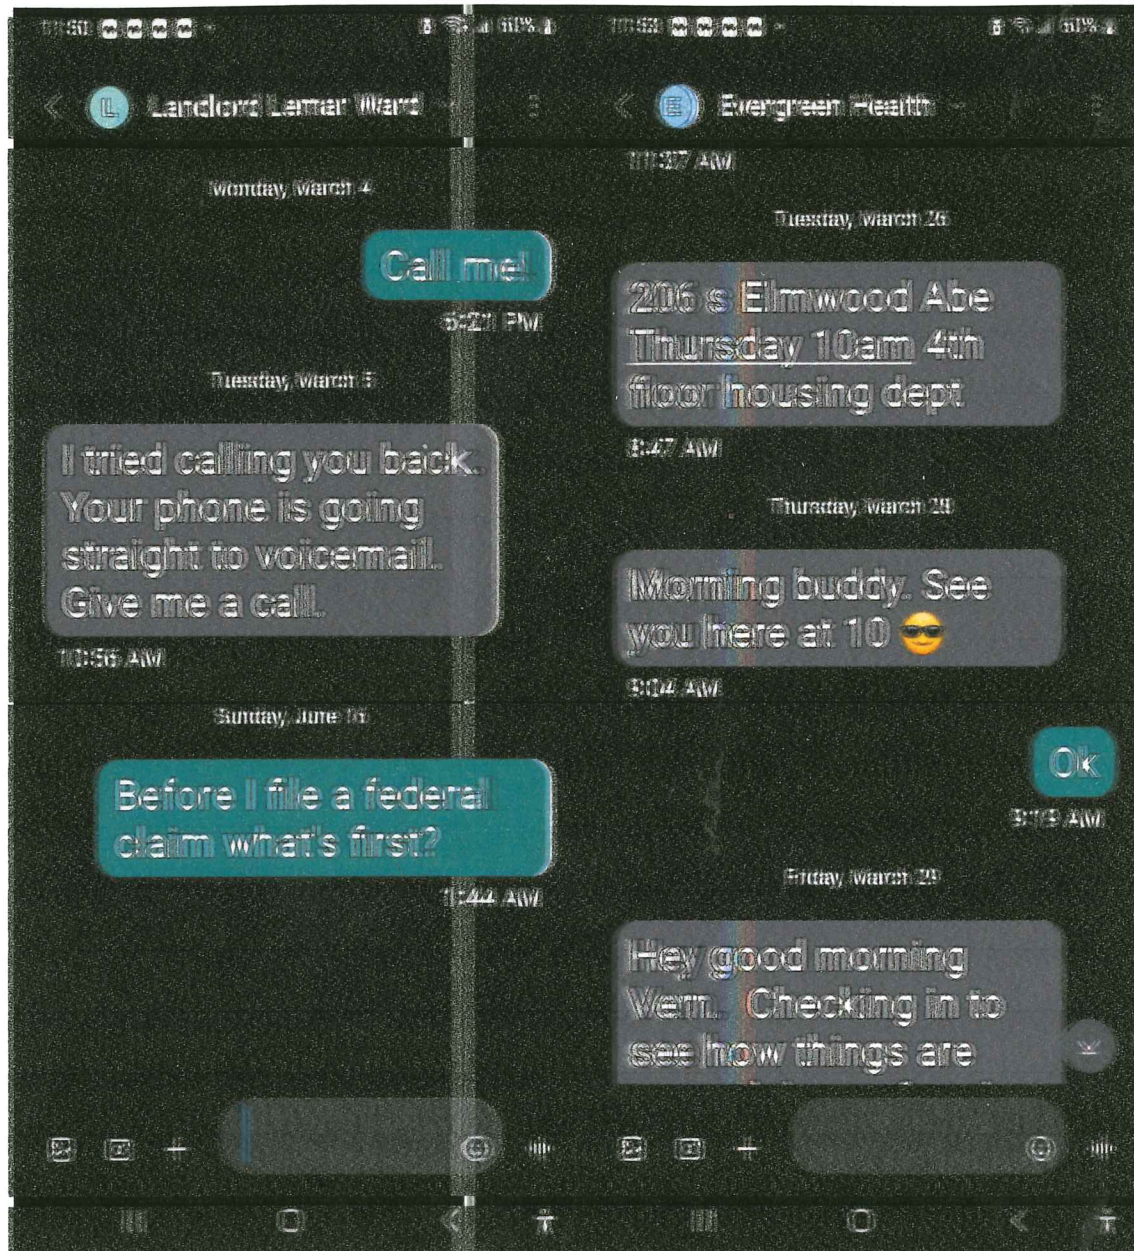 60%
Landlord Lamar Ward
Monday, March 4
Call me!
PM
Tuesday, March 5
I tried calling you back.
Your phone is going
straight to voicemail.
Give me a call.
10:56 AM
Sunday, June 16
Before I file a federal
claim what's first?
1:44 AM
60%
E
Evergreen Health
11:37 AM
Tuesday, March 26
206 s Elmwood Abe
Thursday 10am 4th
floor housing dept
8:47 AM
Thursday, March 28
Morning buddy. See
you here at 10 😎
9:04 AM
Ok
9:19 AM
Friday, March 29
Hey good morning
Vern. Checking in to
see how things are